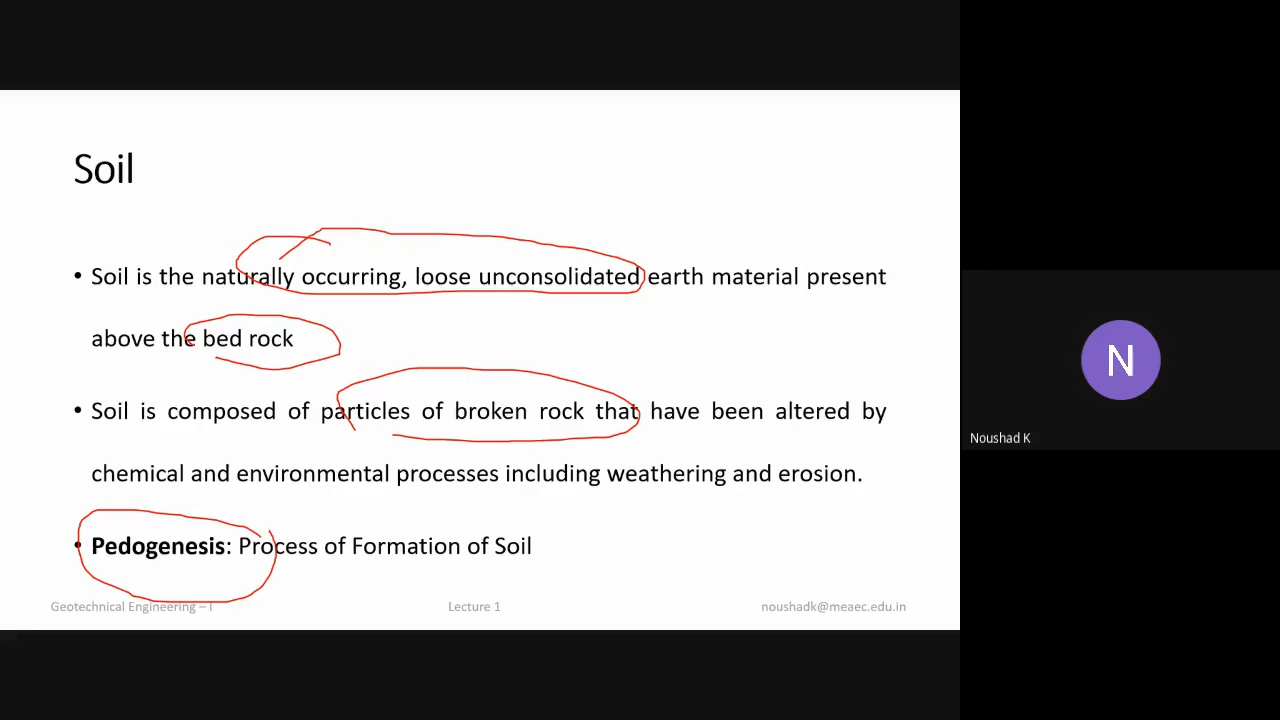 Soil
• Soil is the naturally occurring, loose unconsolidated earth material present
above the bed rock
• Soil is composed of particles of broken rock that have been altered by
chemical and environmental processes including weathering and erosion.
• Pedogenesis: Process of Formation of Soil
Geotechnical Engineering – I Lecture 1 noushadk@meaec.edu.in
N
Noushad K